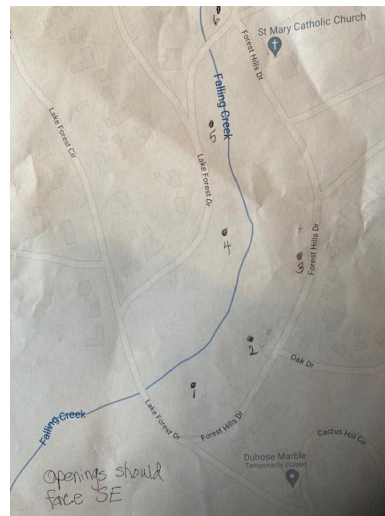 6
St Mary Catholic Church
Forest Hills Dr
Falling Creek
5
Lake Forest Cir
Lake Forest Dr
4
Forest Hills Dr
3
2
Oak Dr
1
Lake Forest Dr
Forest Hills Dr
Falling Creek
Cactus Hill Cir
Dubose Marble
Temporarily closed
Openings should
face SE